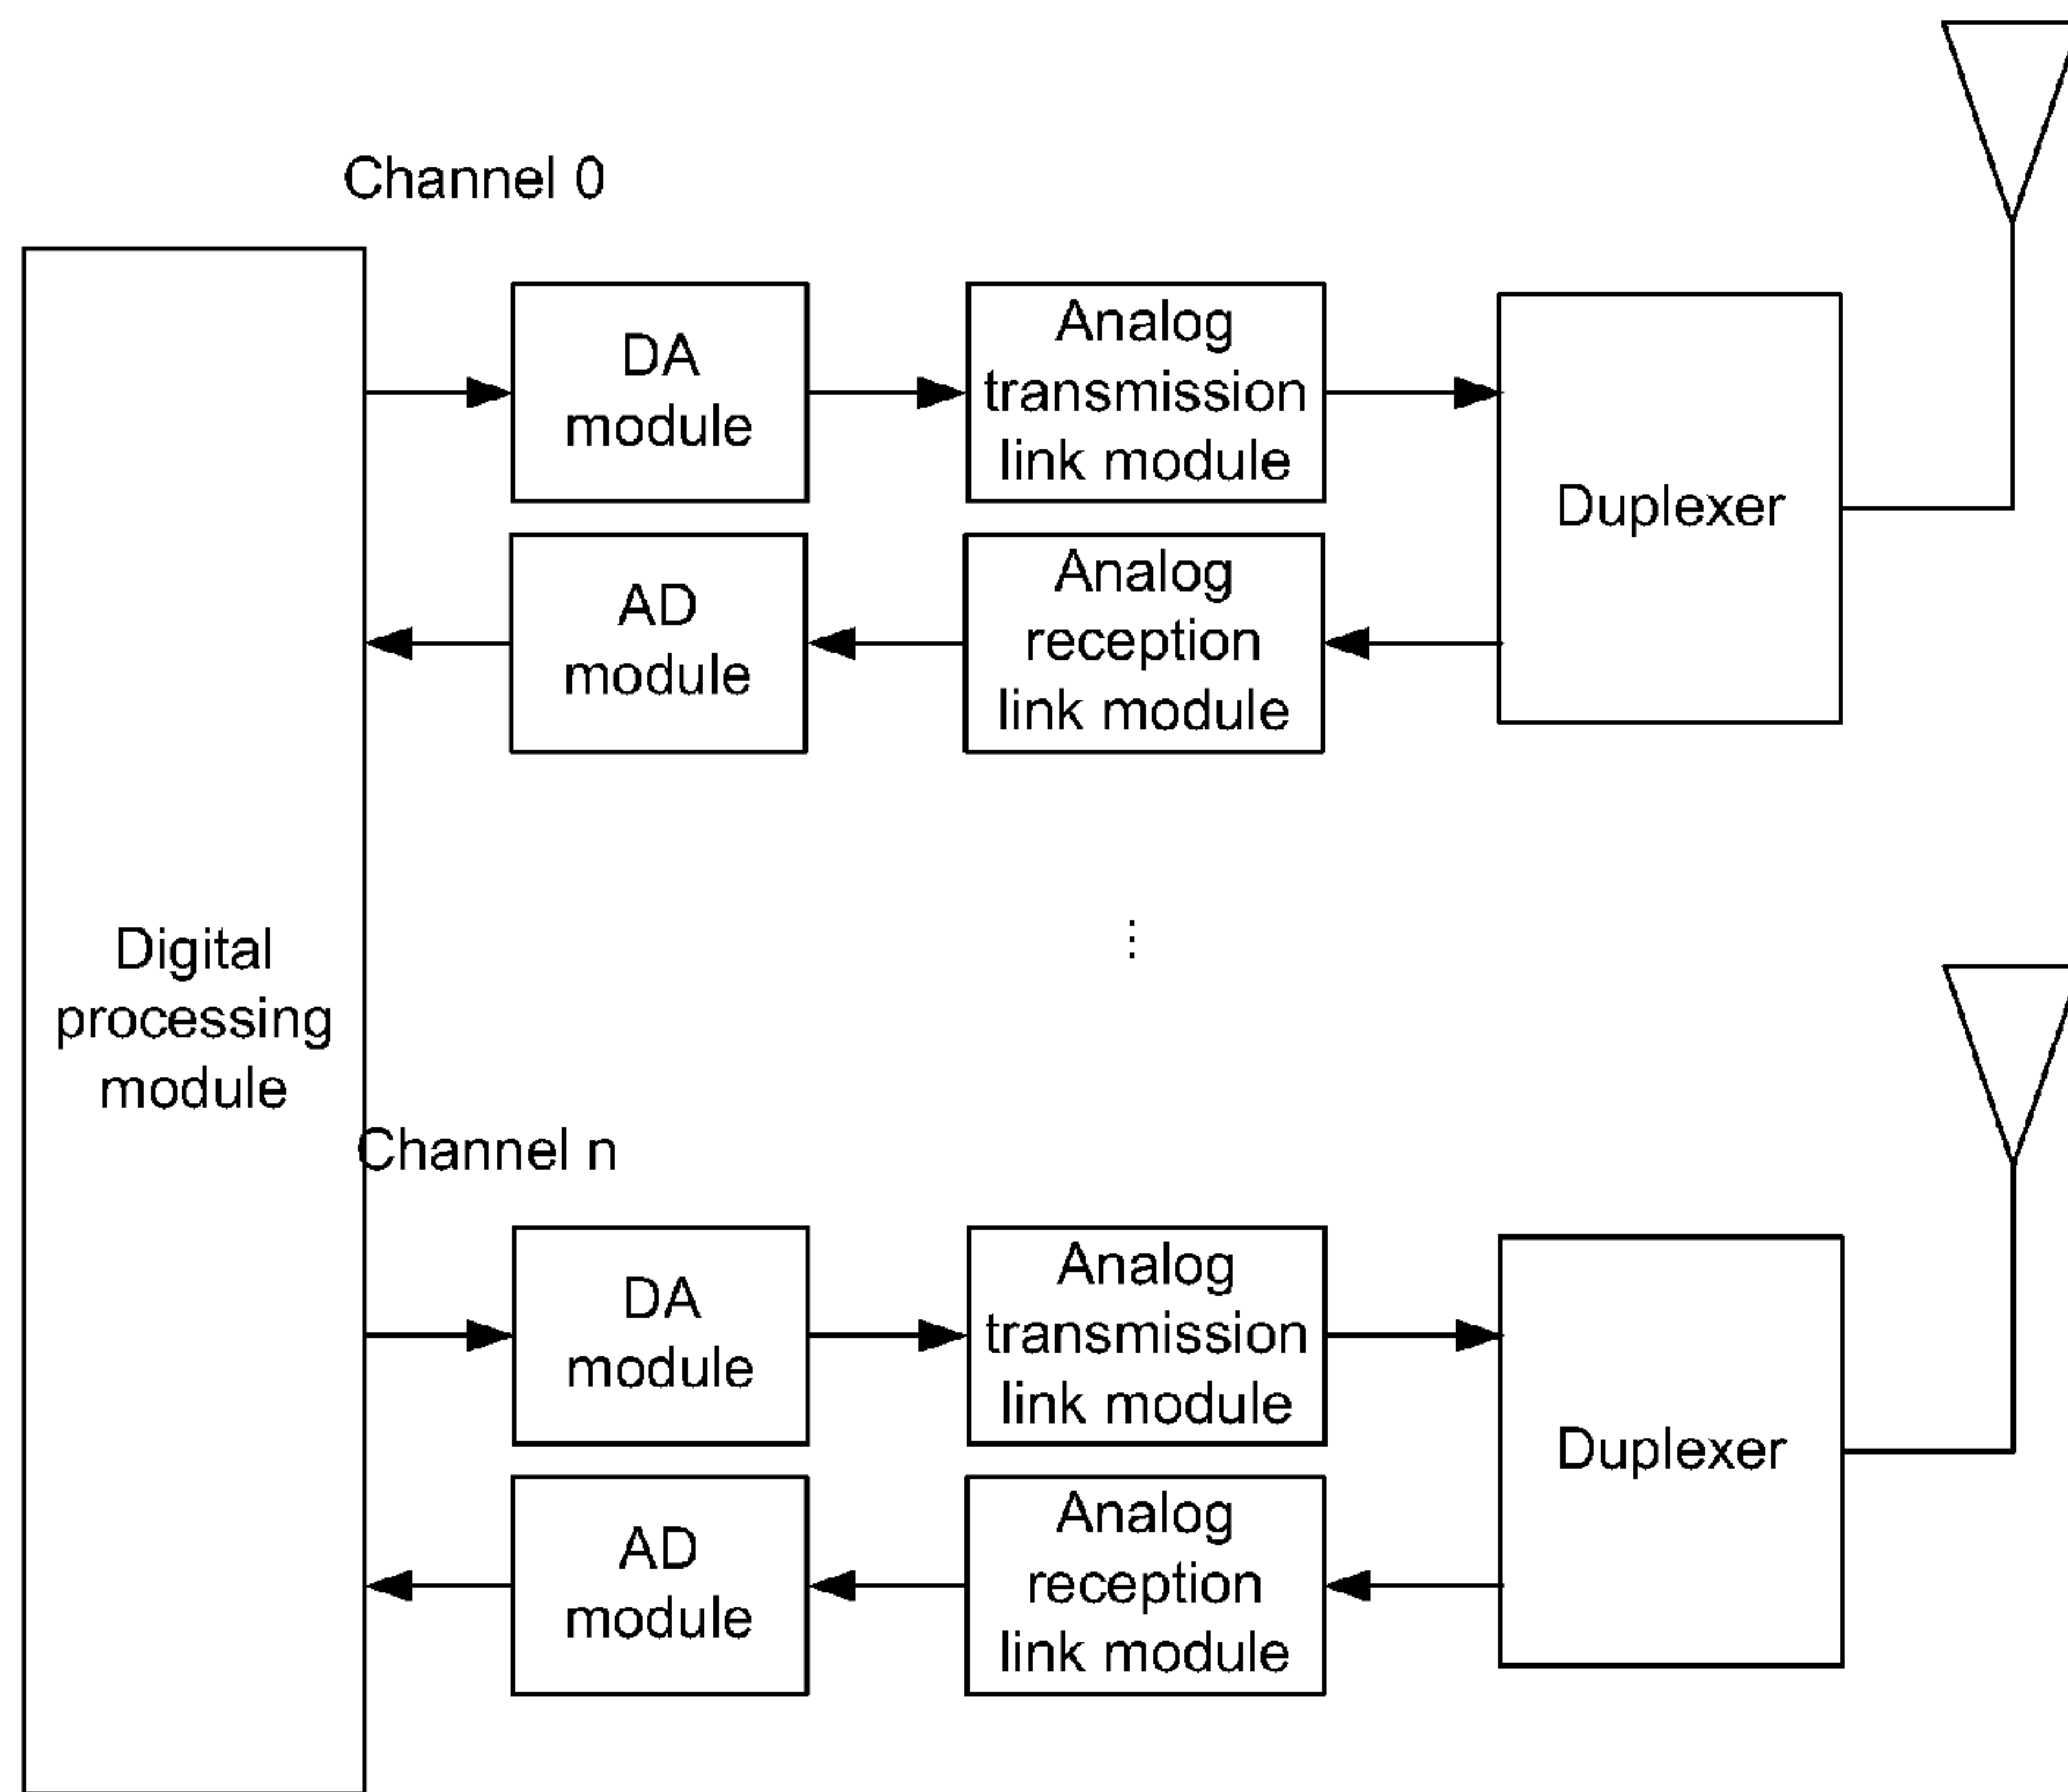 Channel 0
DA
module
Analog
transmission
link module
Duplexer
AD
module
Analog
reception
link module
⋮
Digital
processing
module
Channel n
DA
module
Analog
transmission
link module
Duplexer
AD
module
Analog
reception
link module